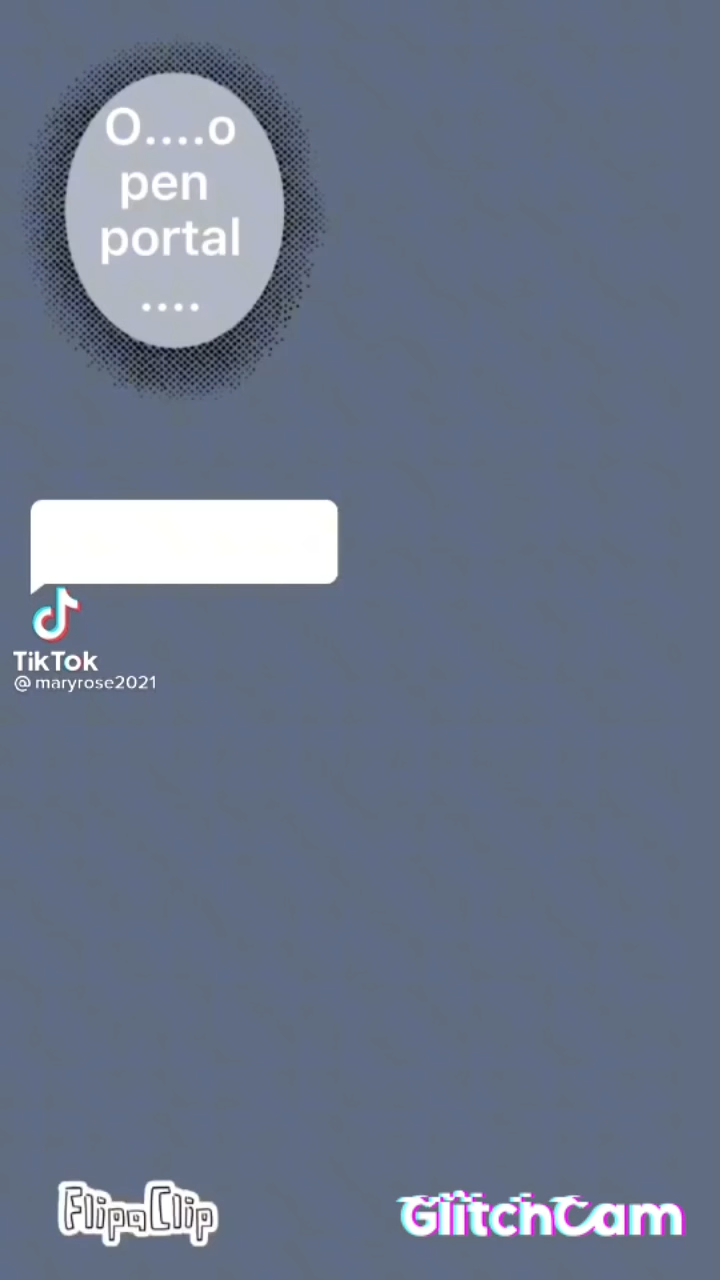 O....o
pen
portal
....
TikTok
@maryrose2021
FlipaClip
GlitchCam